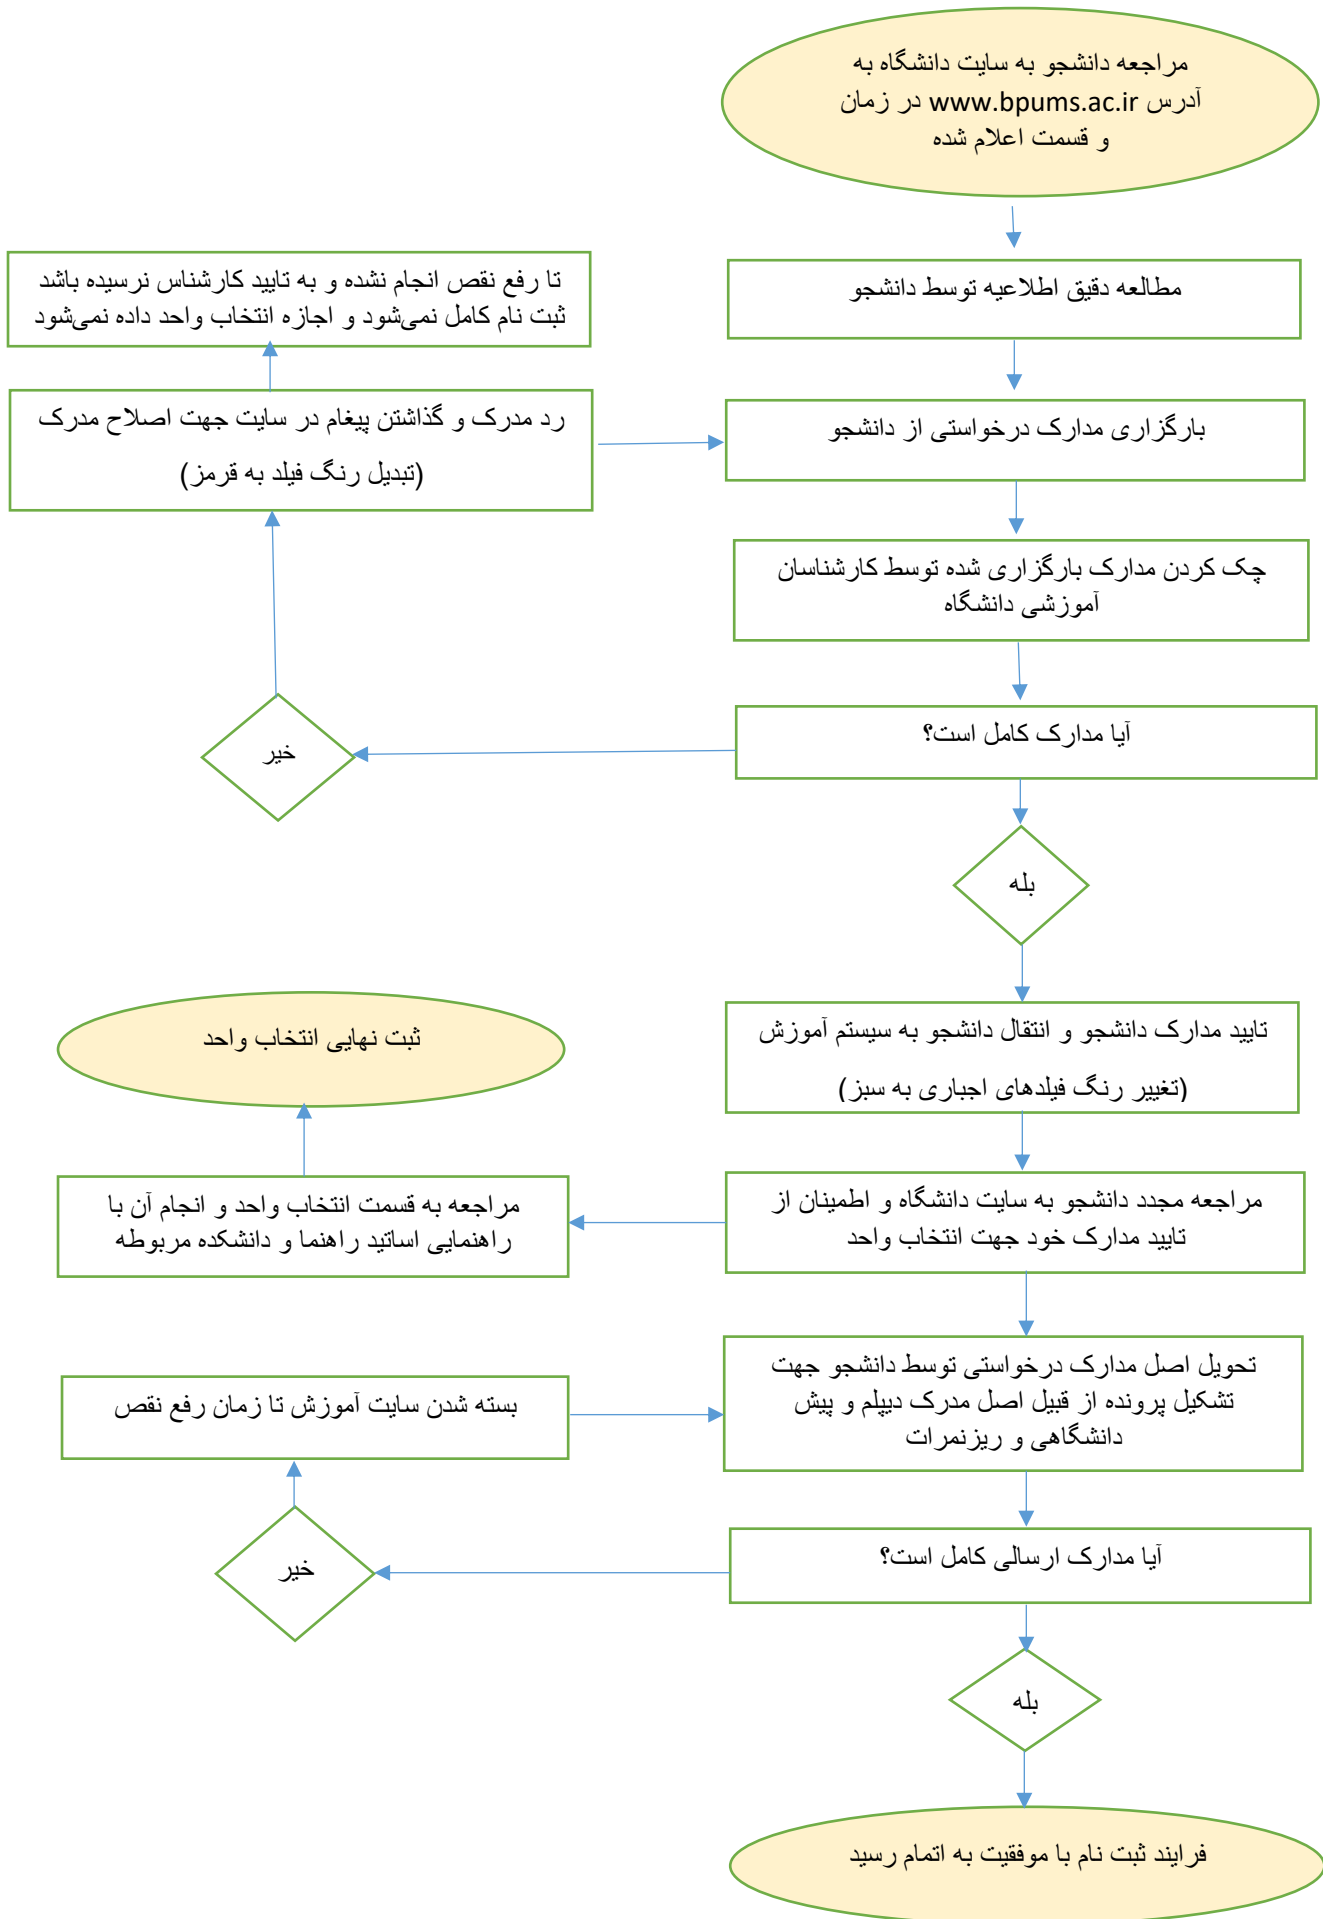 مراجعه دانشجو به سایت دانشگاه به
آدرس www.bpums.ac.ir در زمان
و قسمت اعلام شده
مطالعه دقیق اطلاعیه توسط دانشجو
تا رفع نقص انجام نشده و به تایید کارشناس نرسیده باشد
ثبت نام کامل نمی‌شود و اجازه انتخاب واحد داده نمی‌شود
بارگزاری مدارک درخواستی از دانشجو
رد مدرک و گذاشتن پیغام در سایت جهت اصلاح مدرک
(تبدیل رنگ فیلد به قرمز)
چک کردن مدارک بارگزاری شده توسط کارشناسان
آموزشی دانشگاه
آیا مدارک کامل است؟
خیر
بله
تایید مدارک دانشجو و انتقال دانشجو به سیستم آموزش
(تغییر رنگ فیلدهای اجباری به سبز)
ثبت نهایی انتخاب واحد
مراجعه مجدد دانشجو به سایت دانشگاه و اطمینان از
تایید مدارک خود جهت انتخاب واحد
مراجعه به قسمت انتخاب واحد و انجام آن با
راهنمایی اساتید راهنما و دانشکده مربوطه
تحویل اصل مدارک درخواستی توسط دانشجو جهت
تشکیل پرونده از قبیل اصل مدرک دیپلم و پیش
دانشگاهی و ریزنمرات
بسته شدن سایت آموزش تا زمان رفع نقص
آیا مدارک ارسالی کامل است؟
خیر
بله
فرایند ثبت نام با موفقیت به اتمام رسید